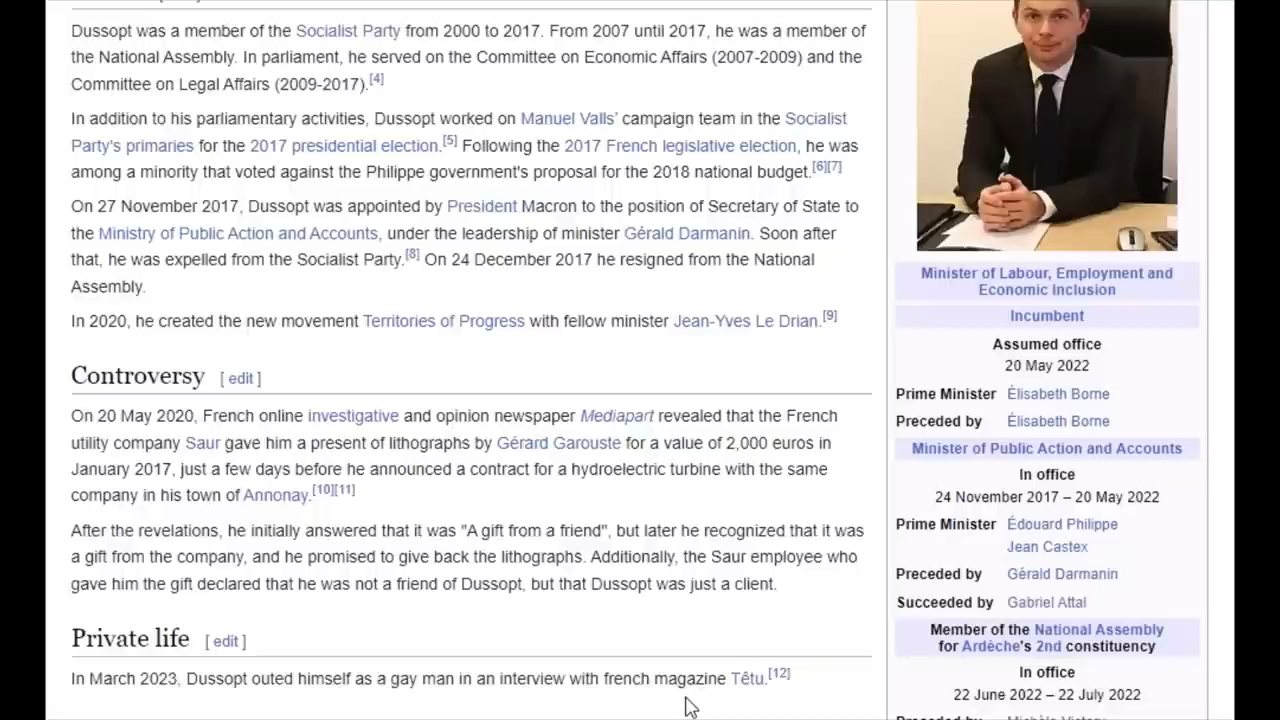 Dussopt was a member of the Socialist Party from 2000 to 2017. From 2007 until 2017, he was a member of
the National Assembly. In parliament, he served on the Committee on Economic Affairs (2007-2009) and the
Committee on Legal Affairs (2009-2017).[4]
In addition to his parliamentary activities, Dussopt worked on Manuel Valls' campaign team in the Socialist
Party's primaries for the 2017 presidential election.[5] Following the 2017 French legislative election, he was
among a minority that voted against the Philippe government's proposal for the 2018 national budget.[6][7]
On 27 November 2017, Dussopt was appointed by President Macron to the position of Secretary of State to
the Ministry of Public Action and Accounts, under the leadership of minister Gérald Darmanin. Soon after
that, he was expelled from the Socialist Party.[8] On 24 December 2017 he resigned from the National
Assembly.
In 2020, he created the new movement Territories of Progress with fellow minister Jean-Yves Le Drian.[9]
Controversy [ edit ]
On 20 May 2020, French online investigative and opinion newspaper Mediapart revealed that the French
utility company Saur gave him a present of lithographs by Gérard Garouste for a value of 2,000 euros in
January 2017, just a few days before he announced a contract for a hydroelectric turbine with the same
company in his town of Annonay.[10][11]
After the revelations, he initially answered that it was "A gift from a friend", but later he recognized that it was
a gift from the company, and he promised to give back the lithographs. Additionally, the Saur employee who
gave him the gift declared that he was not a friend of Dussopt, but that Dussopt was just a client.
Private life [ edit ]
In March 2023, Dussopt outed himself as a gay man in an interview with french magazine Têtu.[12]
Minister of Labour, Employment and
Economic Inclusion
Incumbent
Assumed office
20 May 2022
Prime Minister Élisabeth Borne
Preceded by Élisabeth Borne
Minister of Public Action and Accounts
In office
24 November 2017 – 20 May 2022
Prime Minister Édouard Philippe
Jean Castex
Preceded by Gérald Darmanin
Succeeded by Gabriel Attal
Member of the National Assembly
for Ardèche's 2nd constituency
In office
22 June 2022 – 22 July 2022